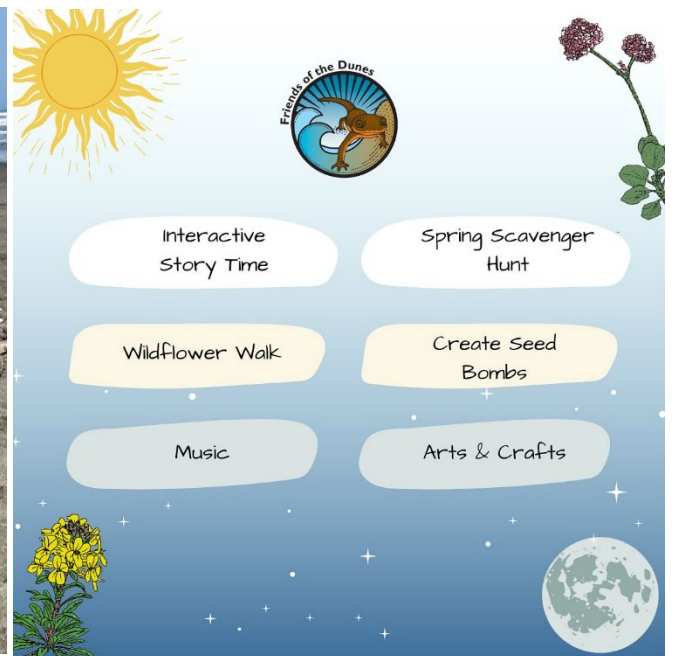 Friends of the Dunes
Interactive
Story Time
Spring Scavenger
Hunt
Wildflower Walk
Create Seed
Bombs
Music
Arts & Crafts